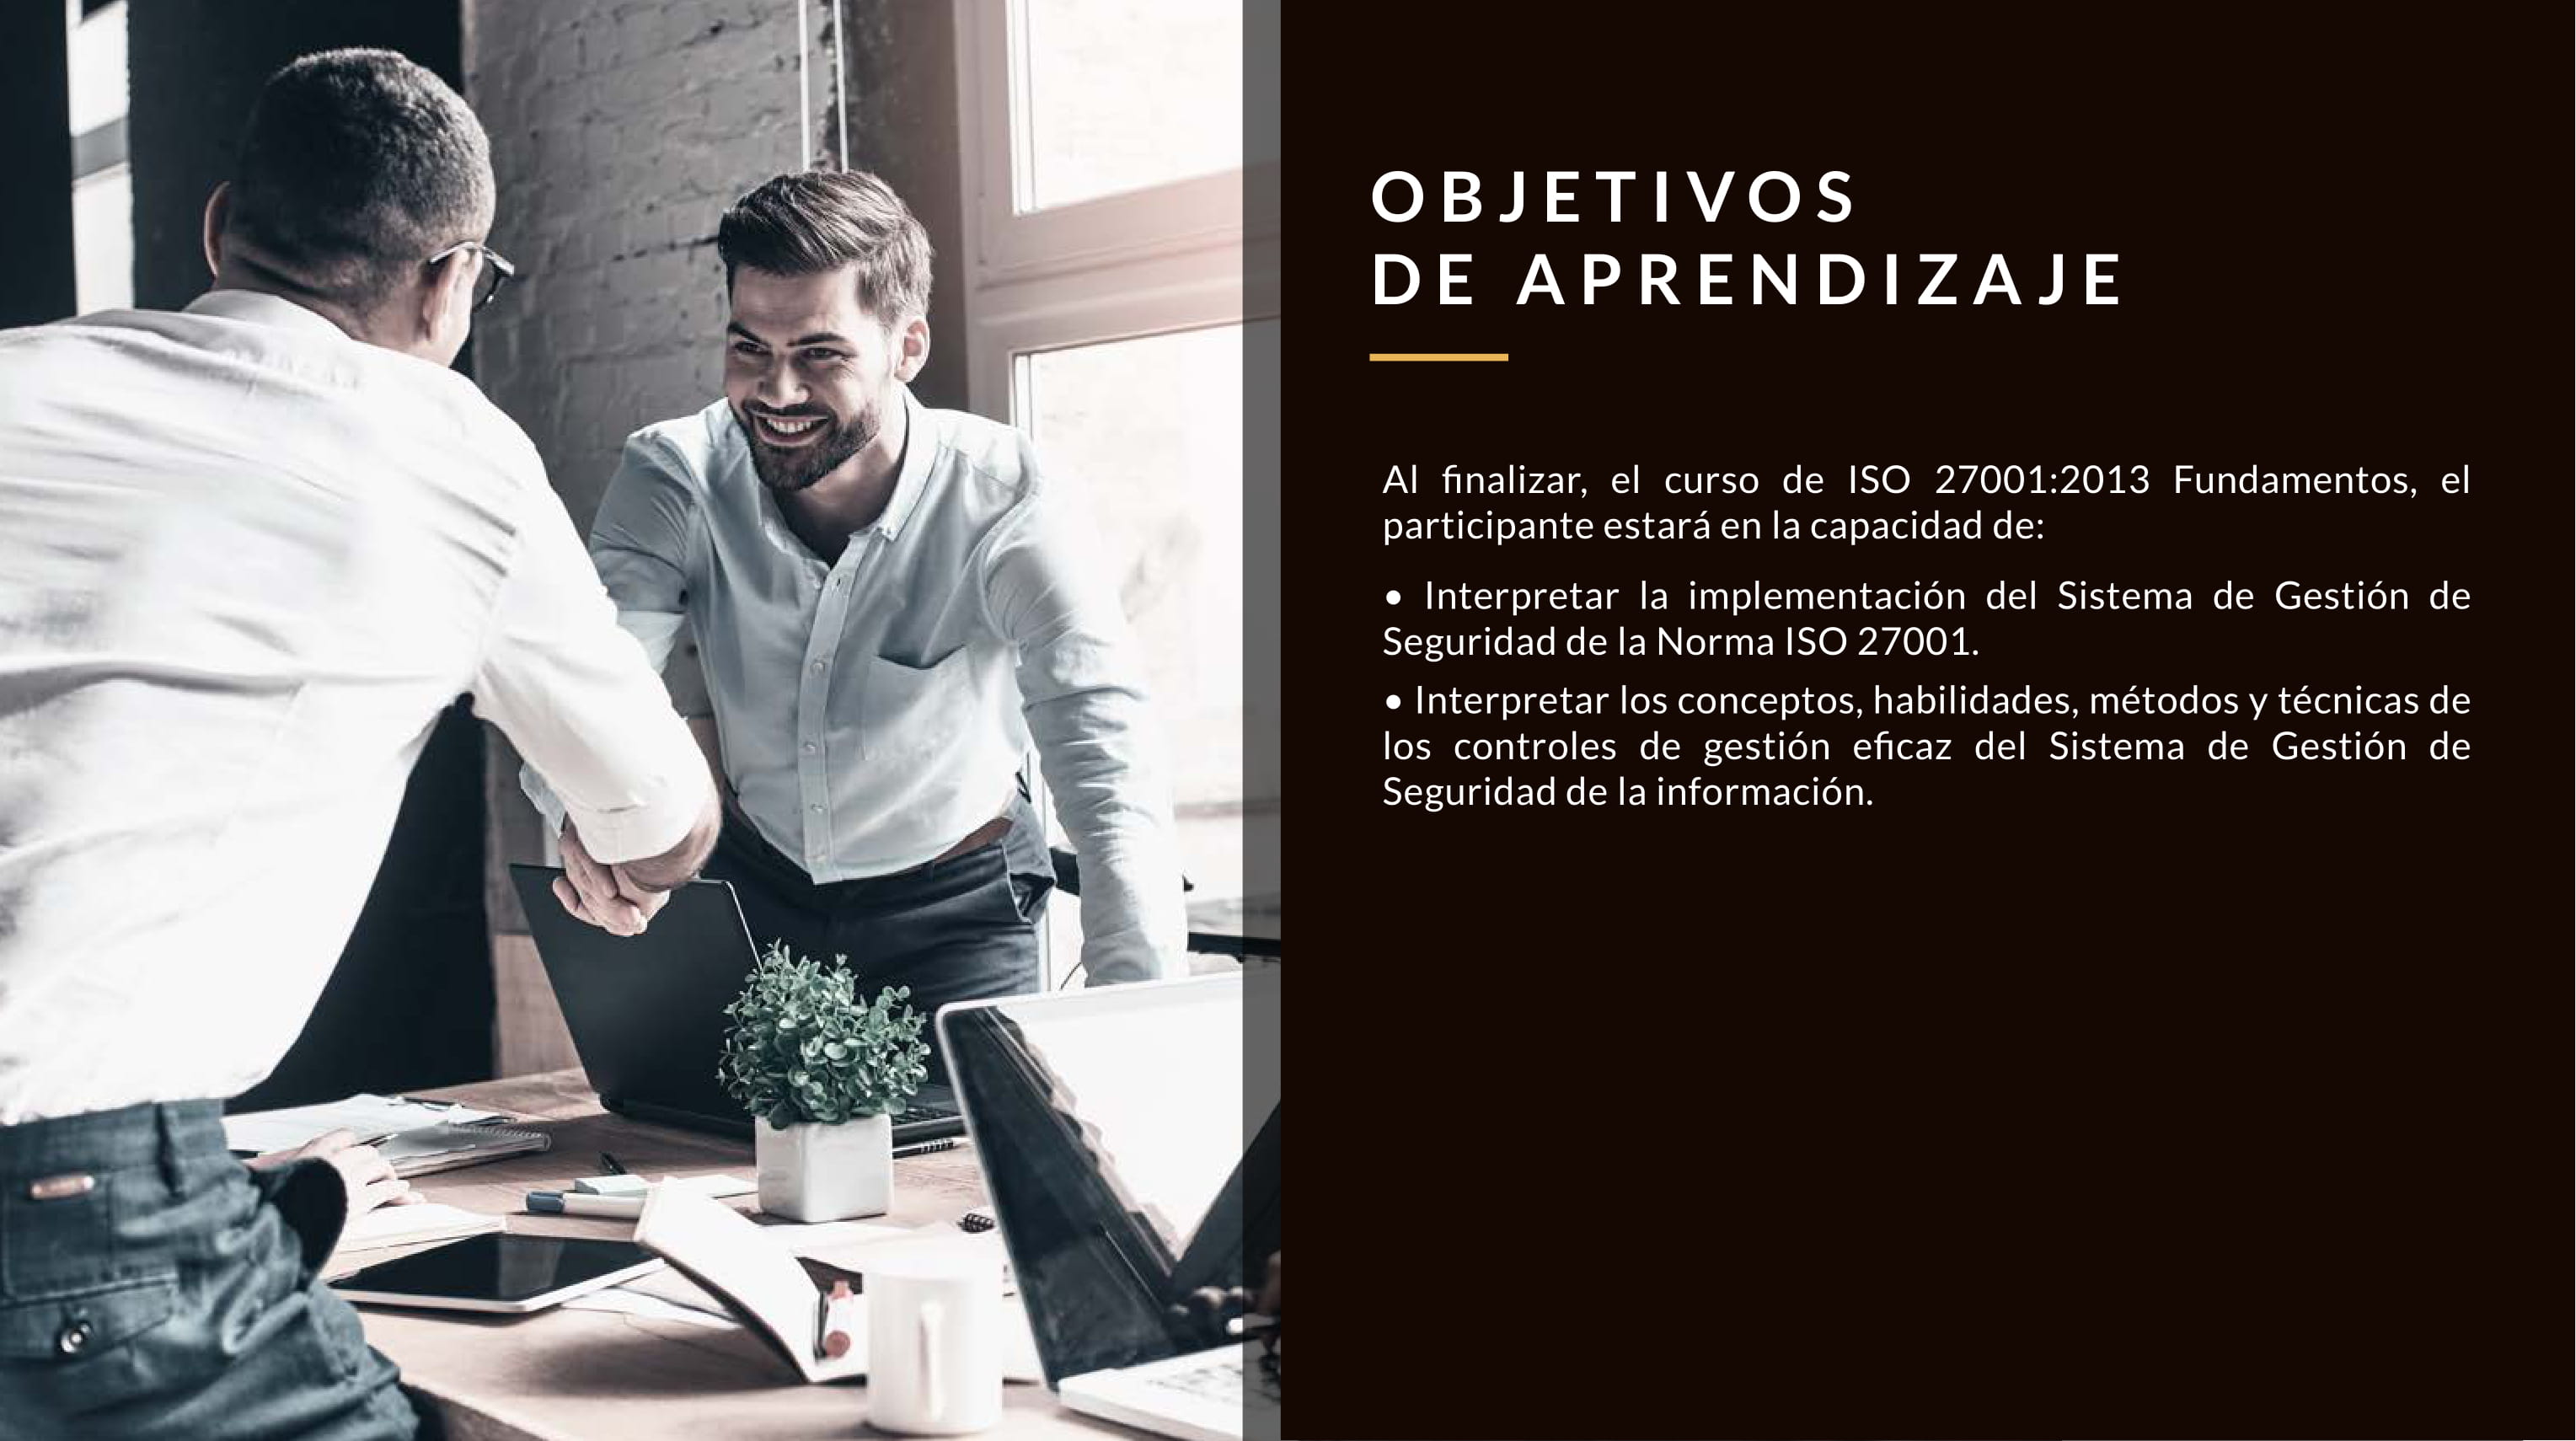 OBJETIVOS
DE APRENDIZAJE
Al finalizar, el curso de ISO 27001:2013 Fundamentos, el
participante estará en la capacidad de:
• Interpretar la implementación del Sistema de Gestión de
Seguridad de la Norma ISO 27001.
• Interpretar los conceptos, habilidades, métodos y técnicas de
los controles de gestión eficaz del Sistema de Gestión de
Seguridad de la información.